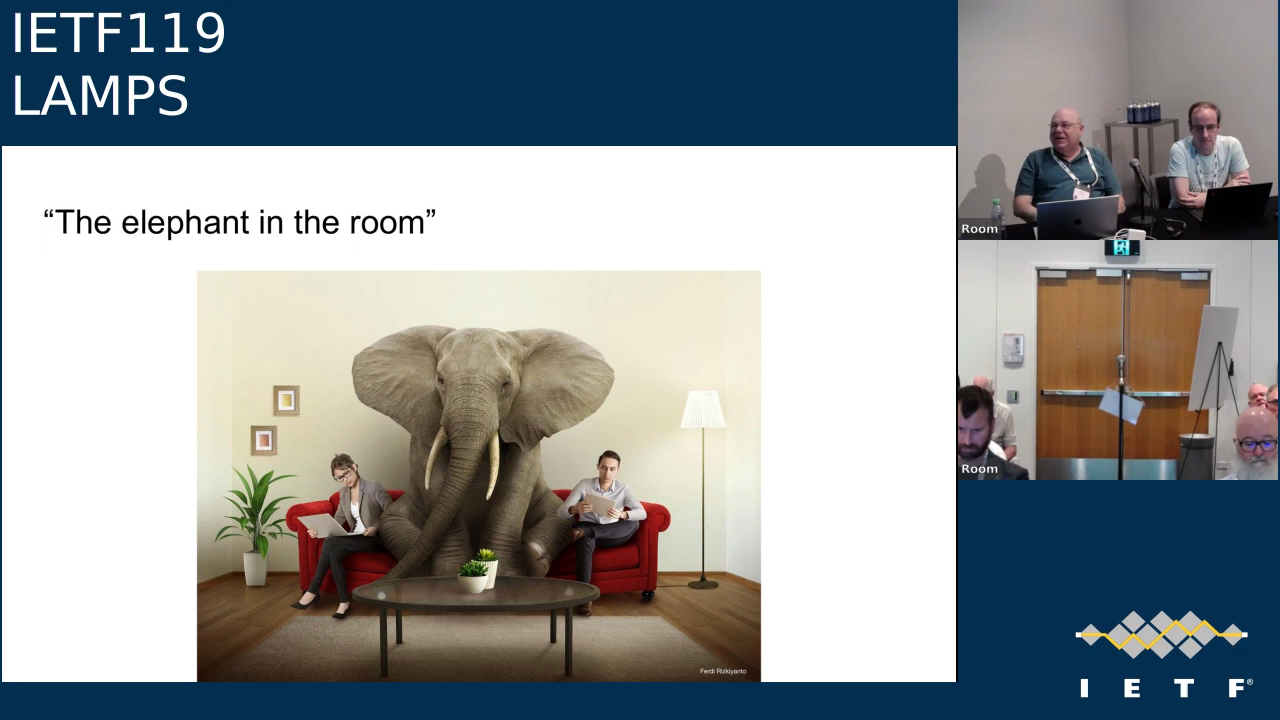 IETF119
LAMPS
“The elephant in the room”
Ferdi Rizkiyanto
Room
Room
I E T F®